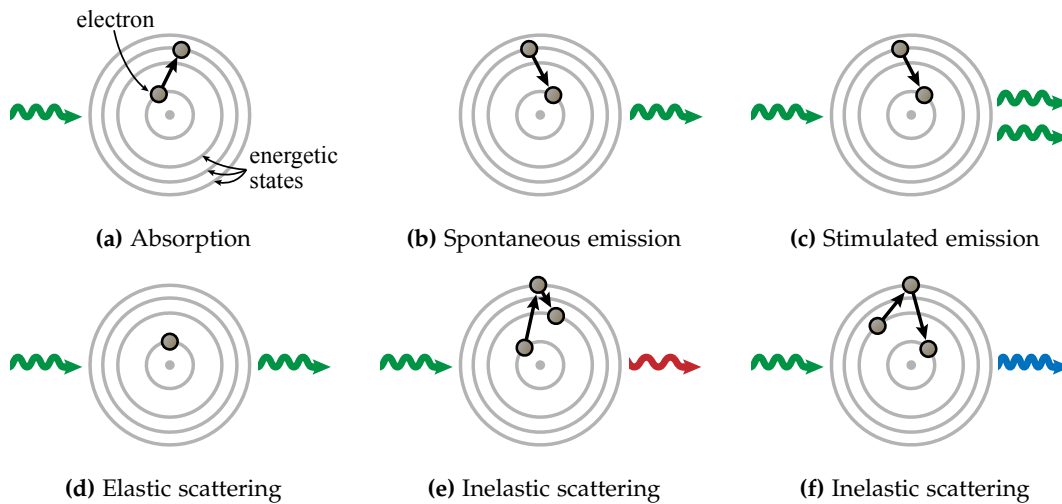 electron
energetic
states
(a) Absorption
(b) Spontaneous emission
(c) Stimulated emission
(d) Elastic scattering
(e) Inelastic scattering
(f) Inelastic scattering